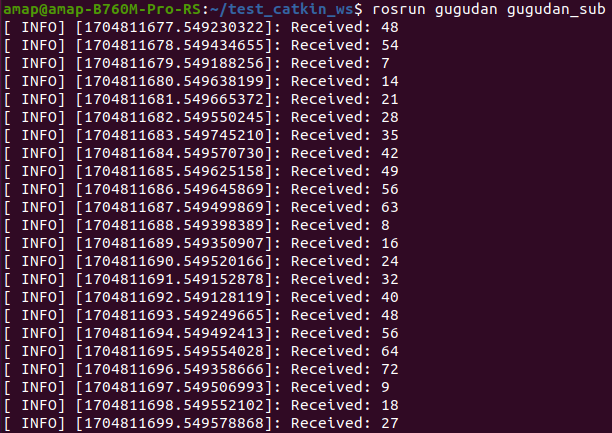 amap@amap-B760M-Pro-RS:~/test_catkin_ws$ rosrun gugudan gugudan_sub
[ INFO] [1704811677.549230322]: Received: 48
[ INFO] [1704811678.549434655]: Received: 54
[ INFO] [1704811679.549188256]: Received: 7
[ INFO] [1704811680.549638199]: Received: 14
[ INFO] [1704811681.549665372]: Received: 21
[ INFO] [1704811682.549550245]: Received: 28
[ INFO] [1704811683.549745210]: Received: 35
[ INFO] [1704811684.549570730]: Received: 42
[ INFO] [1704811685.549625158]: Received: 49
[ INFO] [1704811686.549645869]: Received: 56
[ INFO] [1704811687.549499869]: Received: 63
[ INFO] [1704811688.549398389]: Received: 8
[ INFO] [1704811689.549350907]: Received: 16
[ INFO] [1704811690.549520166]: Received: 24
[ INFO] [1704811691.549152878]: Received: 32
[ INFO] [1704811692.549128119]: Received: 40
[ INFO] [1704811693.549249665]: Received: 48
[ INFO] [1704811694.549492413]: Received: 56
[ INFO] [1704811695.549554028]: Received: 64
[ INFO] [1704811696.549358666]: Received: 72
[ INFO] [1704811697.549506993]: Received: 9
[ INFO] [1704811698.549552102]: Received: 18
[ INFO] [1704811699.549578868]: Received: 27